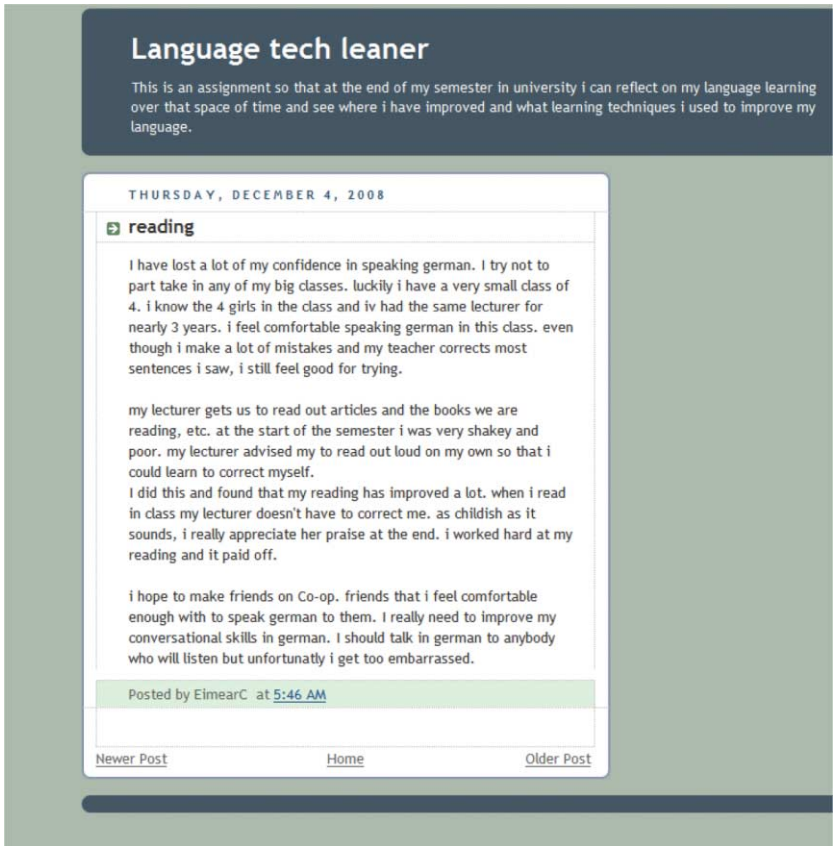 Language tech leaner
This is an assignment so that at the end of my semester in university i can reflect on my language learning
over that space of time and see where i have improved and what learning techniques i used to improve my
language.
THURSDAY, DECEMBER 4, 2008
reading
I have lost a lot of my confidence in speaking german. I try not to
part take in any of my big classes. luckily i have a very small class of
4. i know the 4 girls in the class and iv had the same lecturer for
nearly 3 years. i feel comfortable speaking german in this class. even
though i make a lot of mistakes and my teacher corrects most
sentences i saw, i still feel good for trying.
my lecturer gets us to read out articles and the books we are
reading, etc. at the start of the semester i was very shakey and
poor. my lecturer advised my to read out loud on my own so that i
could learn to correct myself.
I did this and found that my reading has improved a lot. when i read
in class my lecturer doesn't have to correct me. as childish as it
sounds, i really appreciate her praise at the end. i worked hard at my
reading and it paid off.
i hope to make friends on Co-op. friends that i feel comfortable
enough with to speak german to them. I really need to improve my
conversational skills in german. I should talk in german to anybody
who will listen but unfortunatly i get too embarrassed.
Posted by EimearC at 5:46 AM
Newer Post Home Older Post